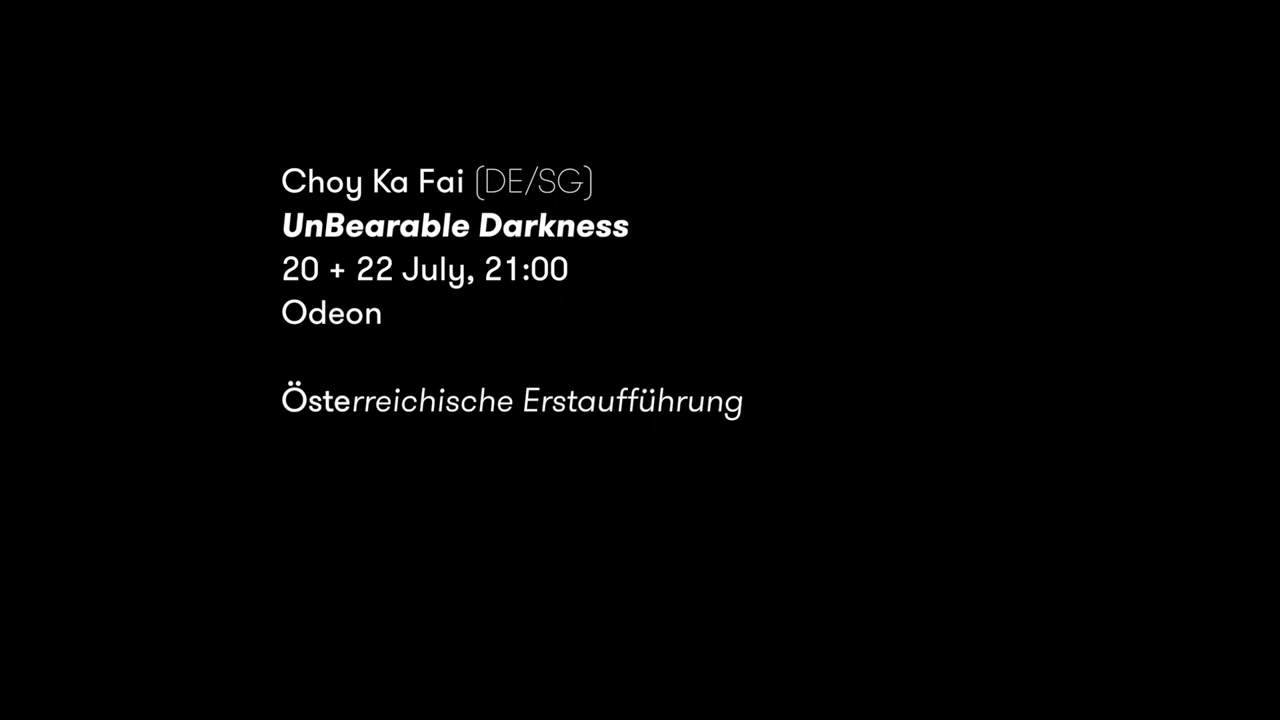 Choy Ka Fai (DE/SG)
UnBearable Darkness
20 + 22 July, 21:00
Odeon
Österreichische Erstaufführung